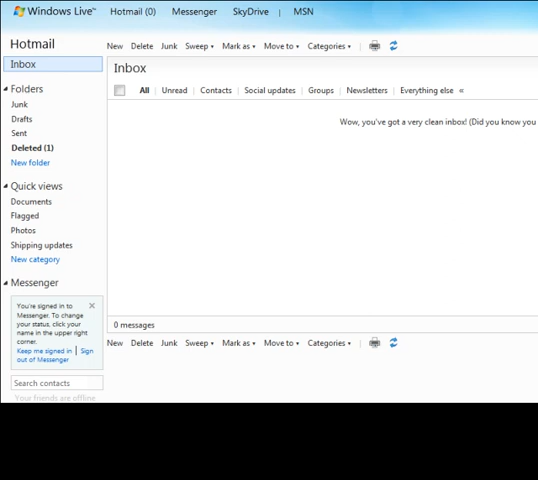 Windows Live™ Hotmail (0) Messenger SkyDrive | MSN
Hotmail
New Delete Junk Sweep Mark as Move to Categories
Inbox
Inbox
All Unread Contacts Social updates Groups Newsletters Everything else «
Wow, you've got a very clean inbox! (Did you know you
Folders
Junk
Drafts
Sent
Deleted (1)
New folder
Quick views
Documents
Flagged
Photos
Shipping updates
New category
Messenger
You're signed in to
Messenger. To change
your status, click your
name in the upper right
corner.
Keep me signed in | Sign
out of Messenger
Search contacts
Your friends are offline
0 messages
New Delete Junk Sweep Mark as Move to Categories